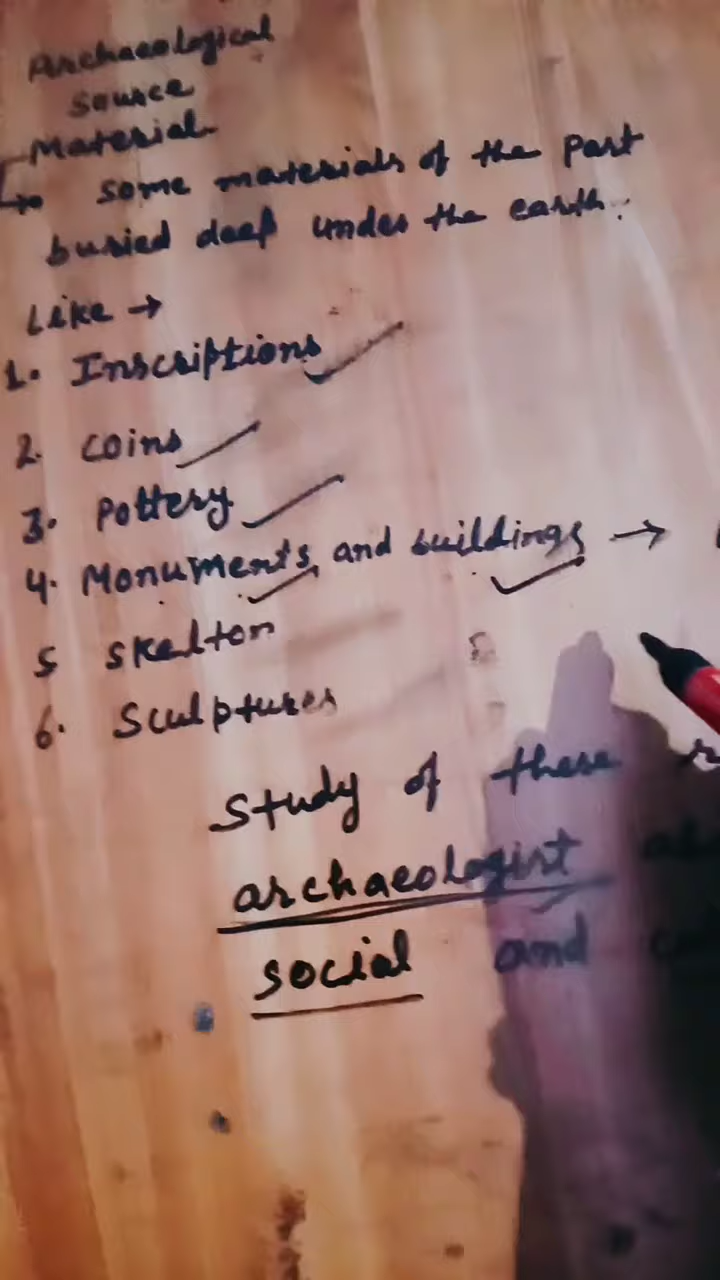 Archaeological
Source
Material
some materials of the Past
buried deep under the earth.
Like →
1. Inscriptions
2. coins
3. Pottery
4. Monuments and buildings →
5 skelton
6. Sculptures
Study of these
archaeologist
social and